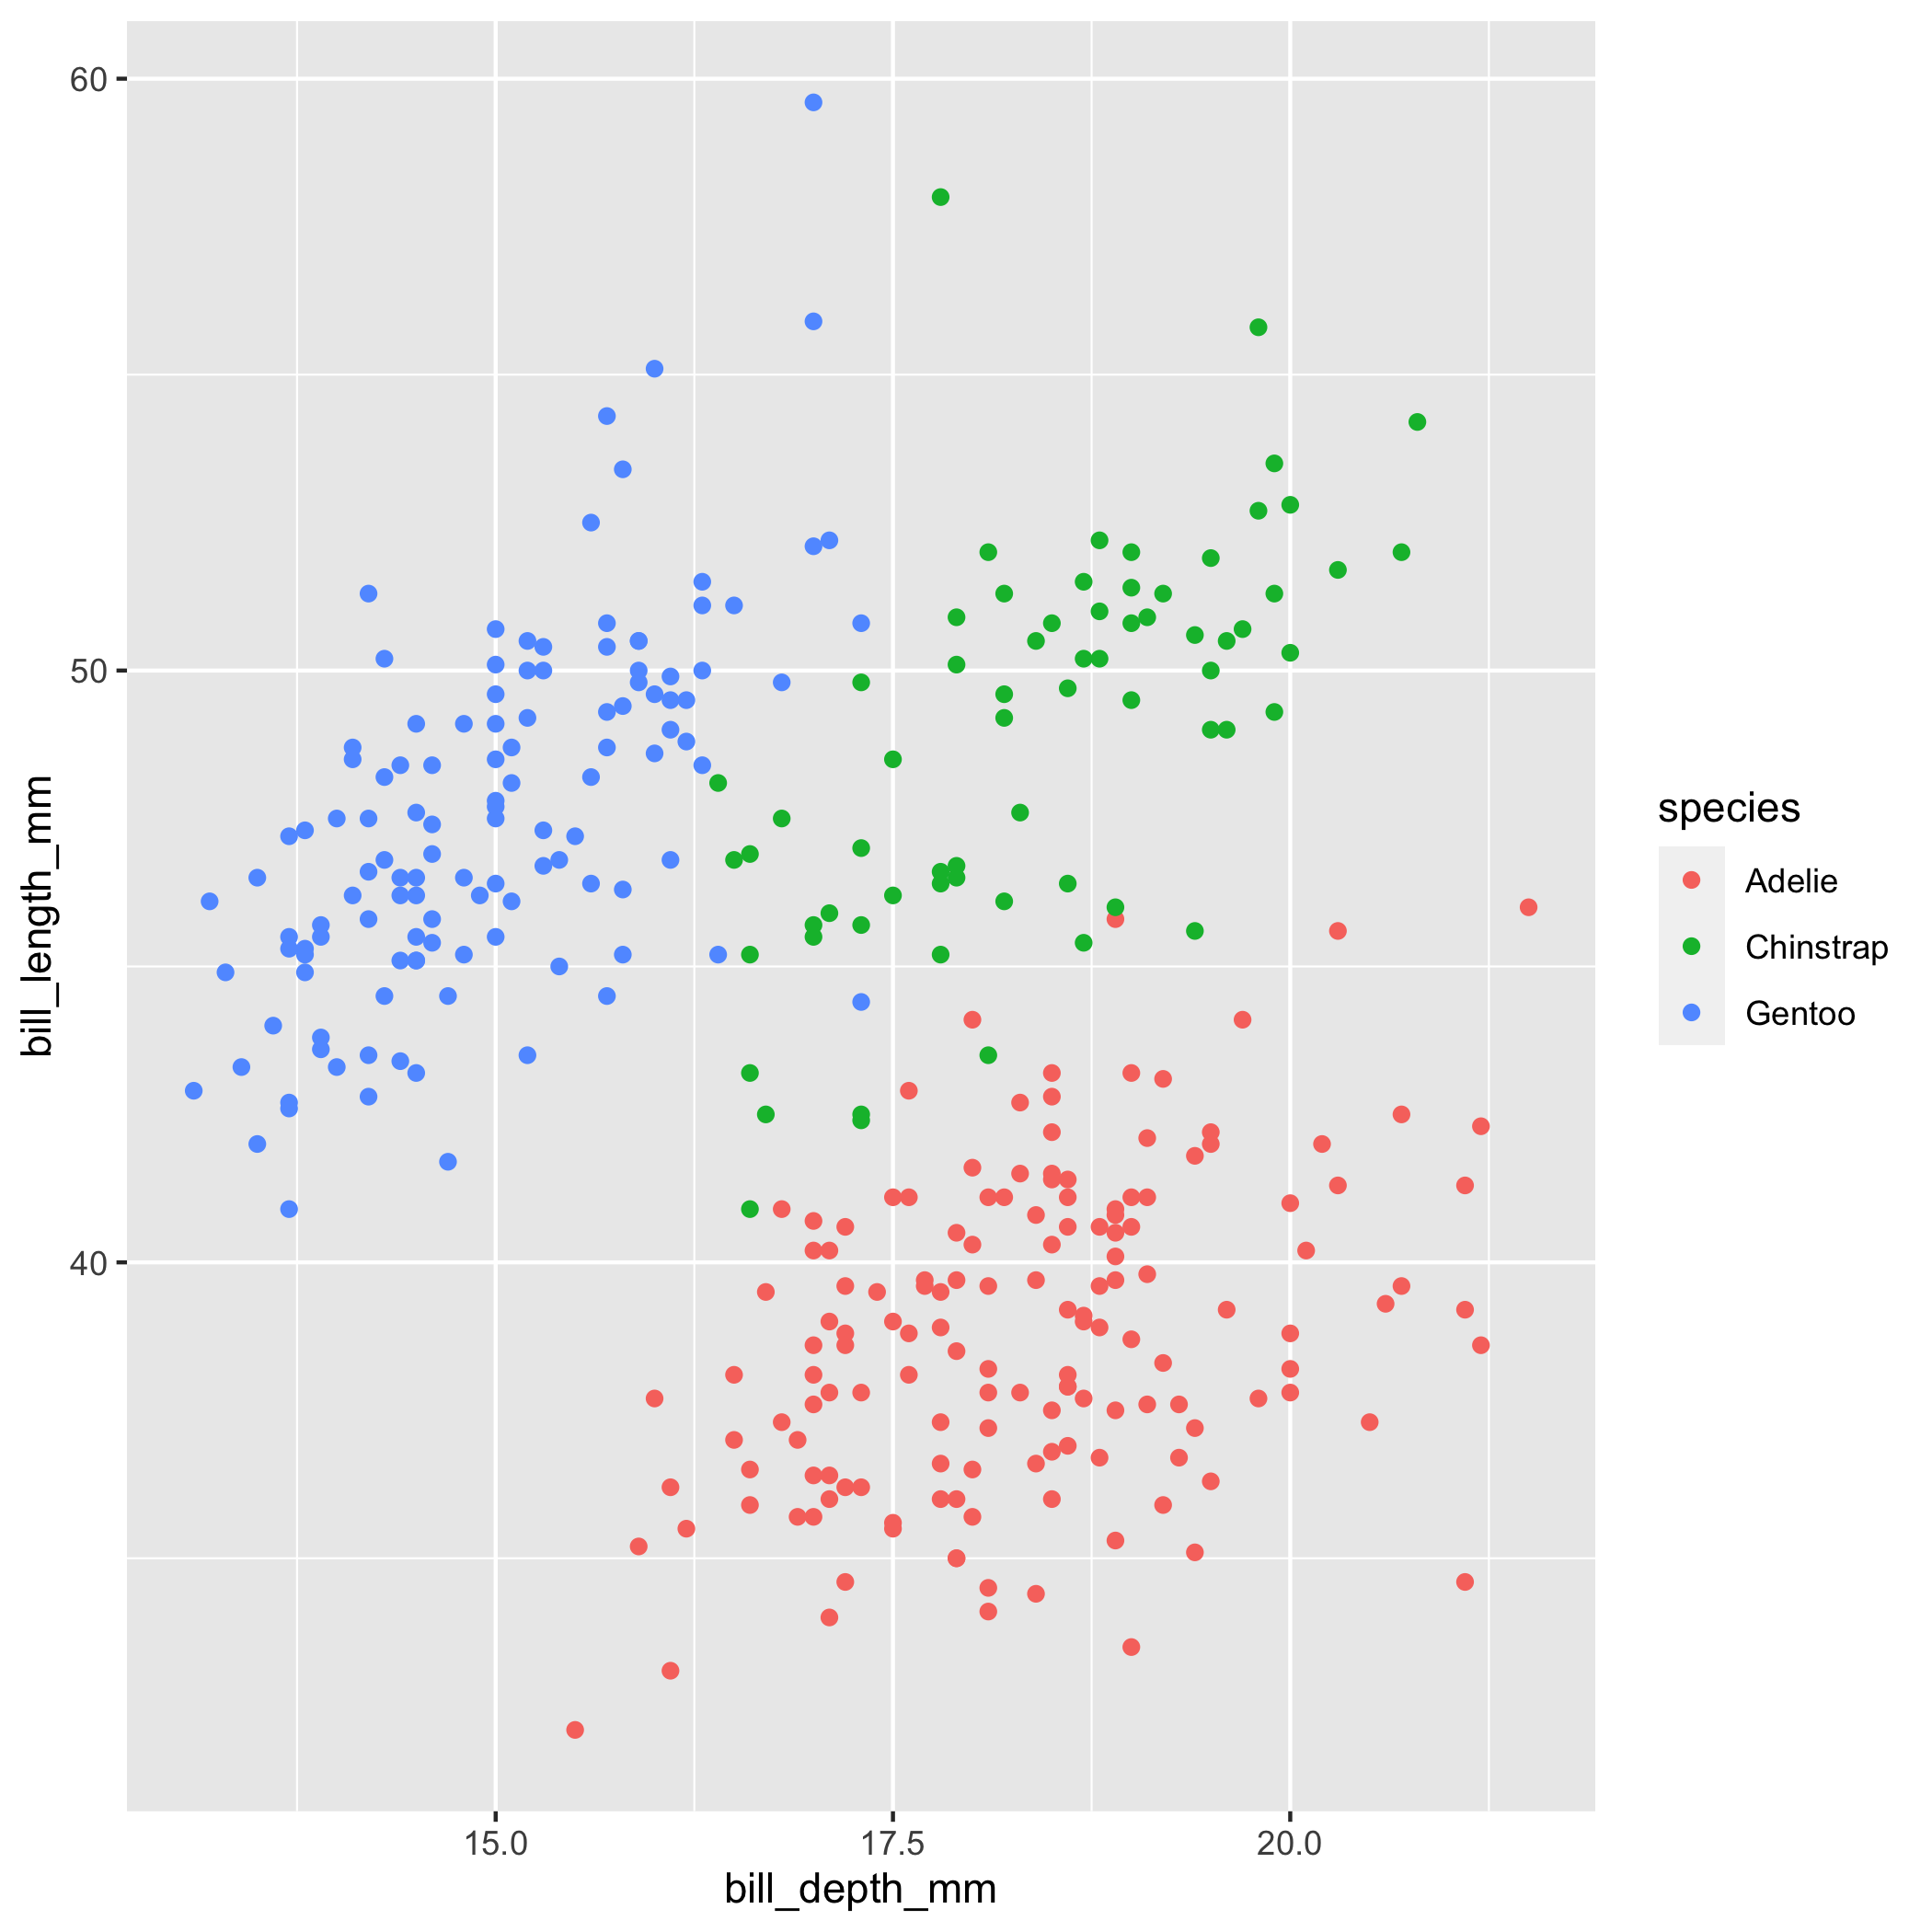 60
50
40
bill_length_mm
15.0
17.5
20.0
bill_depth_mm
species
Adelie
Chinstrap
Gentoo